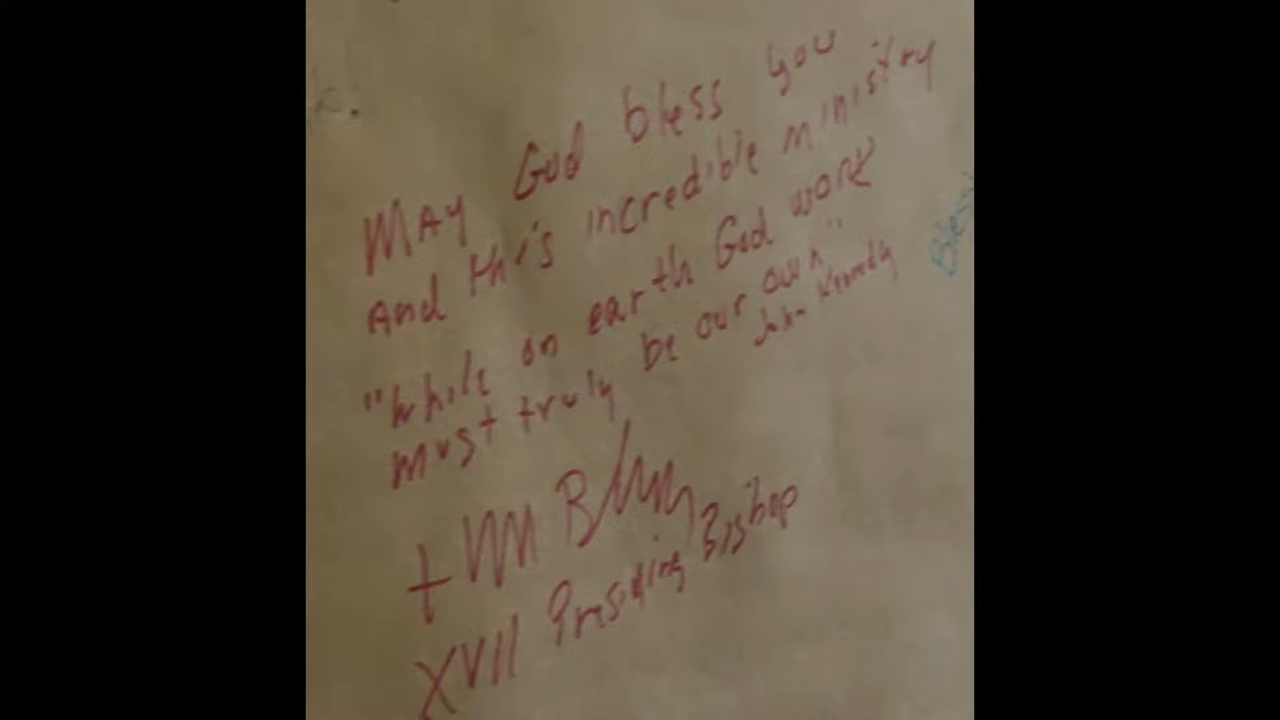 MAY God bless you
And this incredible ministry
"While on earth God work
must truly be our own"
John Kennedy
+
XVII Presiding Bishop
Bless